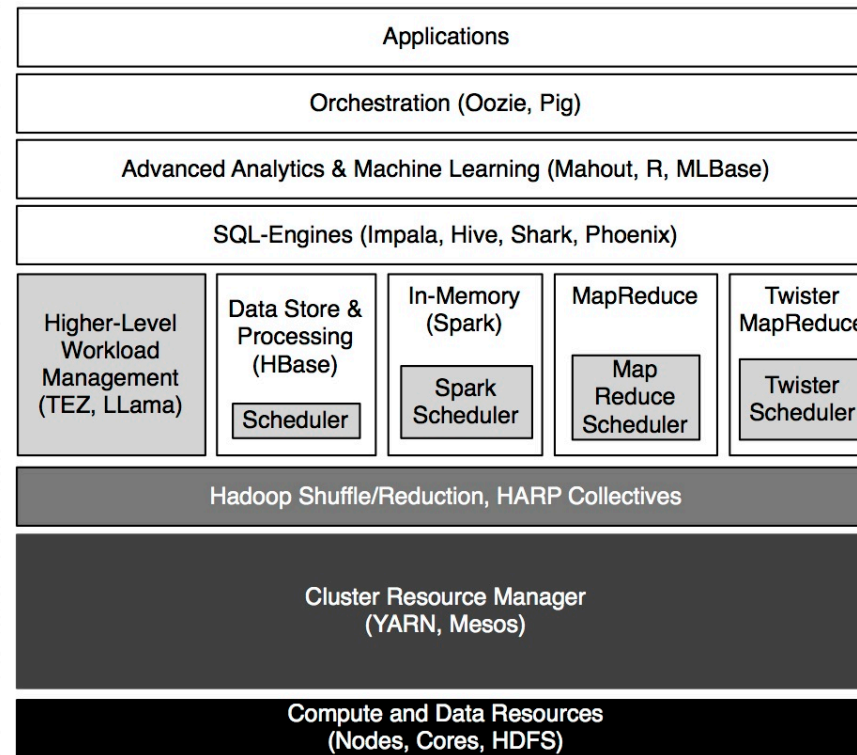 Applications
Orchestration (Oozie, Pig)
Advanced Analytics & Machine Learning (Mahout, R, MLBase)
SQL-Engines (Impala, Hive, Shark, Phoenix)
Higher-Level
Workload
Management
(TEZ, LLama)
Data Store &
Processing
(HBase)
Scheduler
In-Memory
(Spark)
Spark
Scheduler
MapReduce
Map
Reduce
Scheduler
Twister
MapReduce
Twister
Scheduler
Hadoop Shuffle/Reduction, HARP Collectives
Cluster Resource Manager
(YARN, Mesos)
Compute and Data Resources
(Nodes, Cores, HDFS)